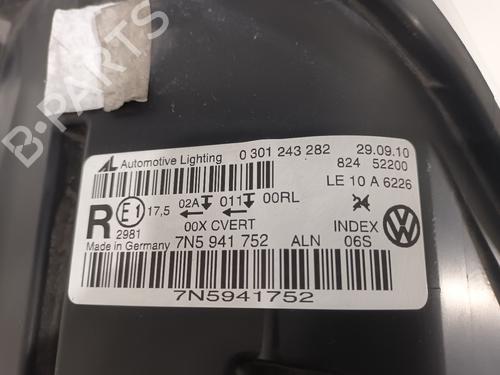 B-PARTS
AL Automotive Lighting 0 301 243 282 29.09.10
824 52200
LE 10 A 6226
R E1 17,5 02A 011 00RL
2981 00X CVERT INDEX
Made in Germany 7N5 941 752 ALN 06S
7N5941752